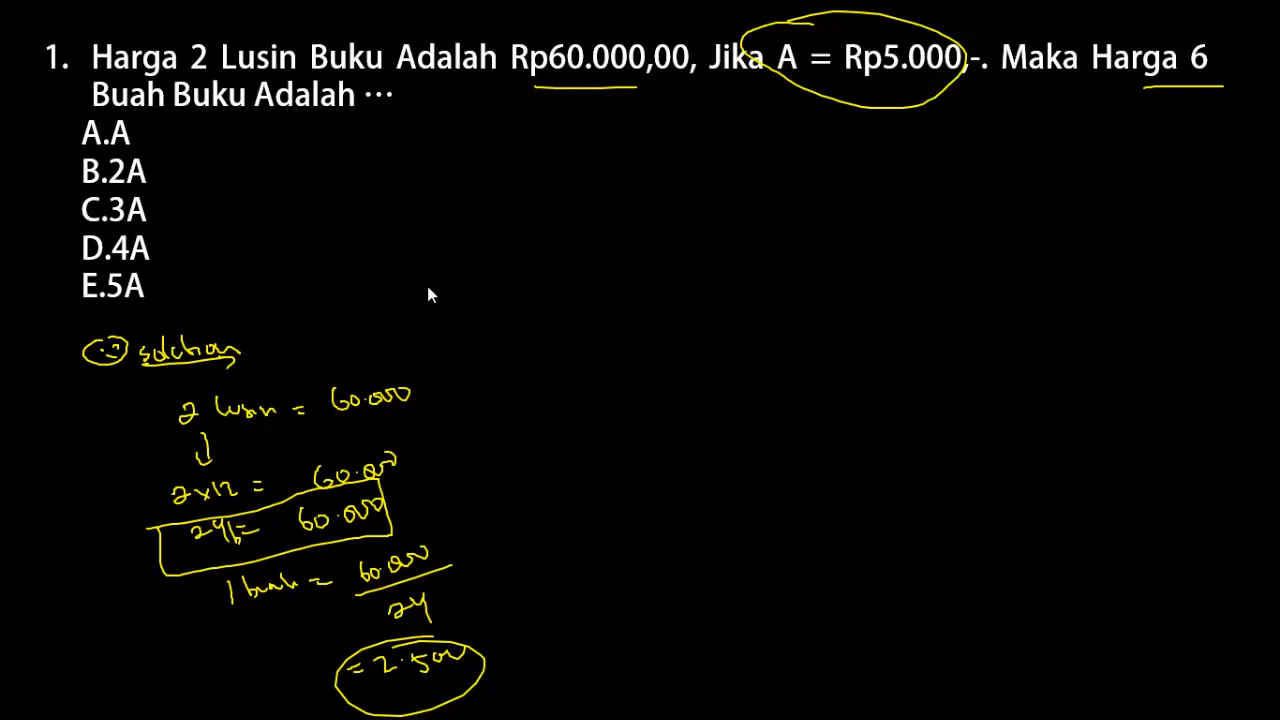 1. Harga 2 Lusin Buku Adalah Rp60.000,00, Jika A = Rp5.000,-. Maka Harga 6
Buah Buku Adalah ...
A.A
B.2A
C.3A
D.4A
E.5A
solution
2 lusin = 60.000
2x12 = 60.000
24b = 60.000
1 buah = 60.000
24
= 2.500